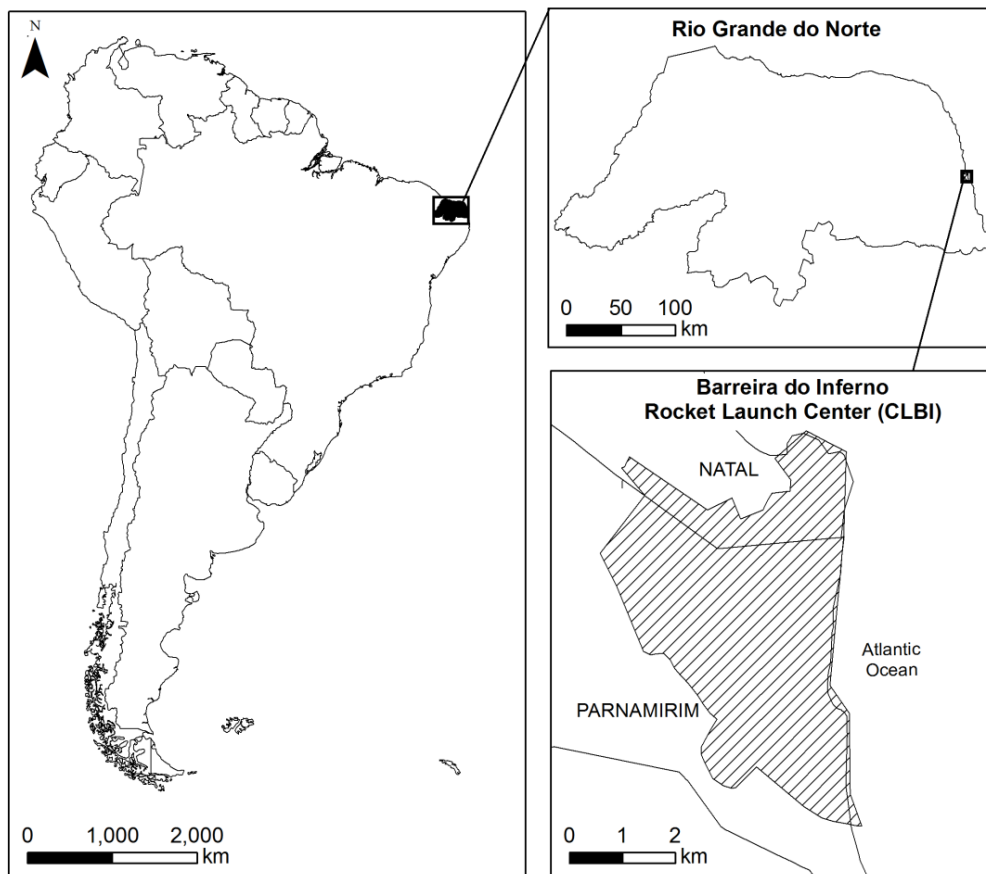 N
0 1,000 2,000
km
Rio Grande do Norte
0 50 100
km
Barreira do Inferno
Rocket Launch Center (CLBI)
NATAL
Atlantic
Ocean
PARNAMIRIM
0 1 2
km